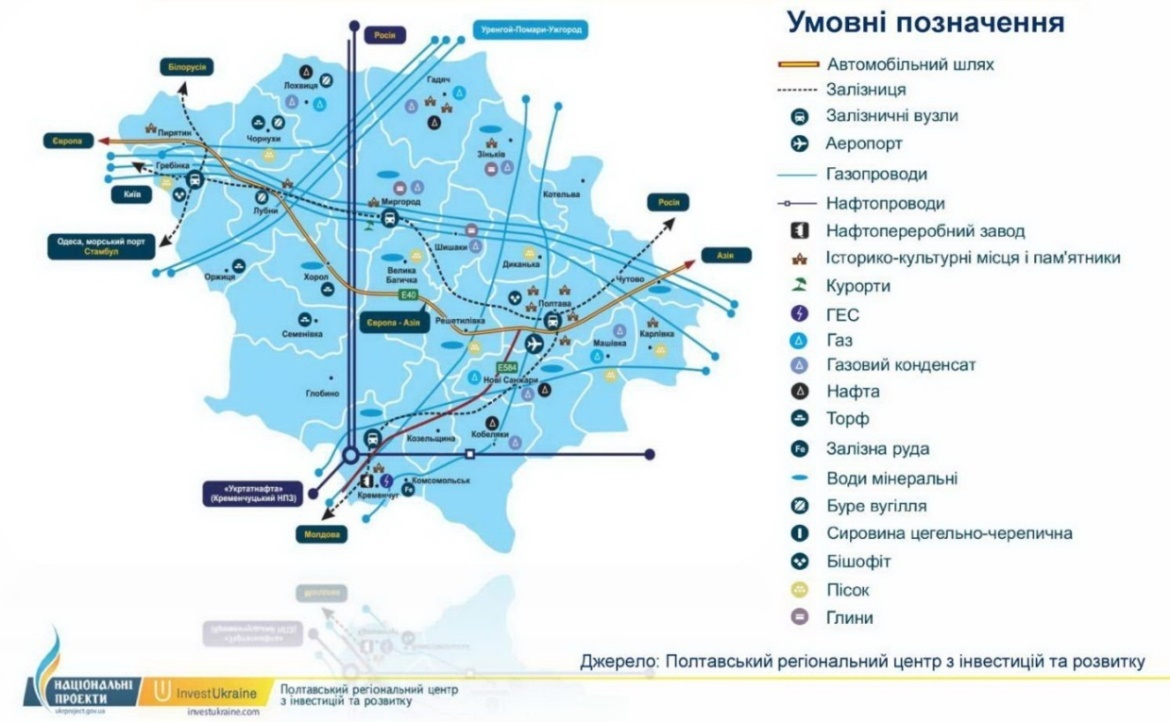 Умовні позначення
Автомобільний шлях
Залізниця
Залізничні вузли
Аеропорт
Газопроводи
Нафтопроводи
Нафтопереробний завод
Історико-культурні місця і пам'ятники
Курорти
ГЕС
Газ
Газовий конденсат
Нафта
Торф
Залізна руда
Води мінеральні
Буре вугілля
Сировина цегельно-черепична
Бішофіт
Пісок
Глини
Росія
Уренгой-Помари-Ужгород
Білорусія
Лохвиця
Гадяч
Пирятин
Чорнухи
Європа
Зіньків
Гребінка
Київ
Котельва
Лубни
Миргород
Росія
Одеса, морський порт
Стамбул
Шишаки
Азія
Оржиця
Хорол
Велика
Багачка
Диканька
Чутово
E40
Полтава
Європа - Азія
Решетилівка
Семенівка
Машівка
Карлівка
E584
Нові Санжари
Глобино
Козельщина
Кобеляки
«Укртатнафта»
(Кременчуцький НПЗ)
Комсомольськ
Fe
Кременчуг
Молдова
Джерело: Полтавський регіональний центр з інвестицій та розвитку
НАЦІОНАЛЬНІ
ПРОЕКТИ
ukrproject.gov.ua
InvestUkraine
investukraine.com
Полтавський регіональний центр
з інвестицій та розвитку